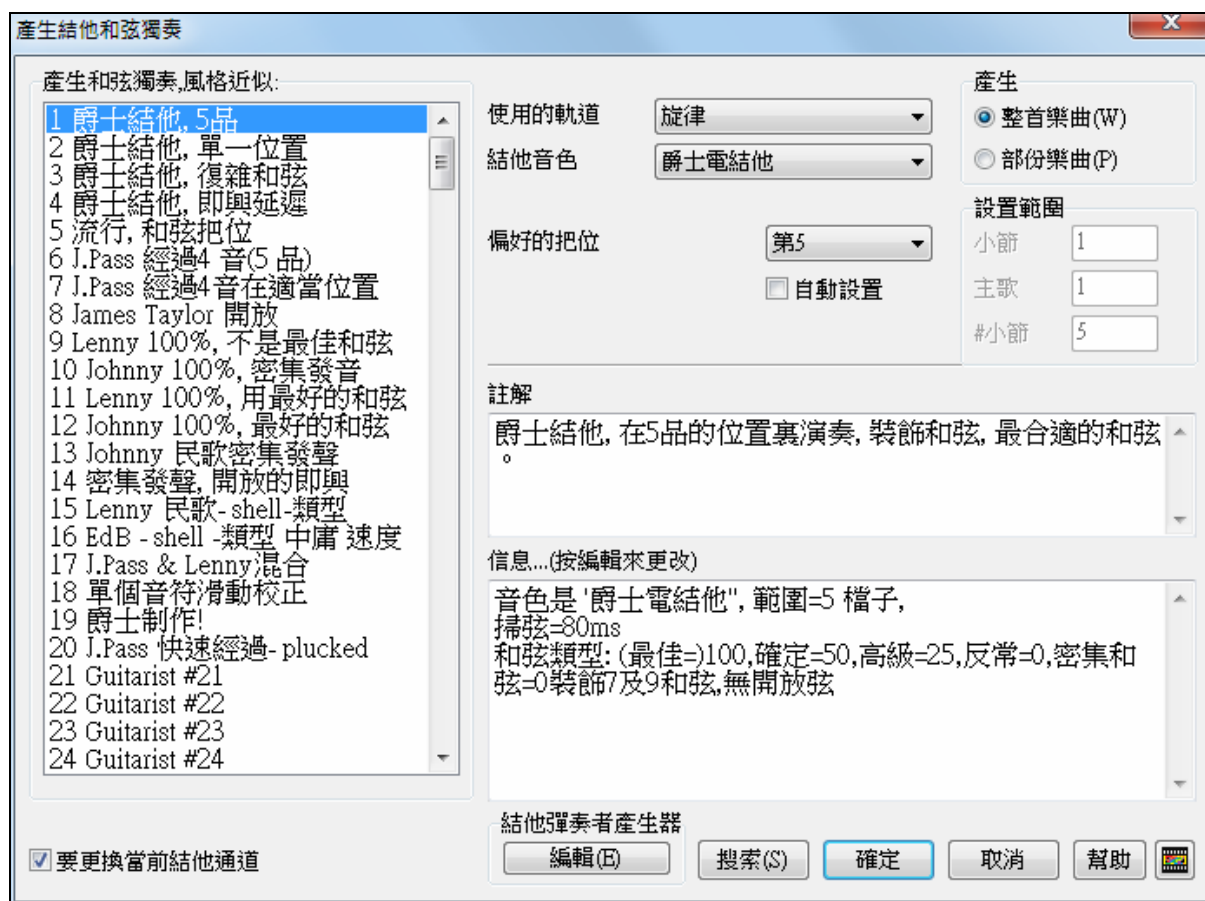 產生結他和弦獨奏
產生和弦獨奏,風格近似:
1 爵士結他, 5品
2 爵士結他, 單一位置
3 爵士結他, 復雜和弦
4 爵士結他, 即興延遲
5 流行, 和弦把位
6 J.Pass 經過4 音(5 品)
7 J.Pass 經過4音在適當位置
8 James Taylor 開放
9 Lenny 100%, 不是最佳和弦
10 Johnny 100%, 密集發音
11 Lenny 100%, 用最好的和弦
12 Johnny 100%, 最好的和弦
13 Johnny 民歌密集發聲
14 密集發聲, 開放的即興
15 Lenny 民歌- shell-類型
16 EdB - shell -類型 中庸 速度
17 J.Pass & Lenny混合
18 單個音符滑動校正
19 爵士制作!
20 J.Pass 快速經過- plucked
21 Guitarist #21
22 Guitarist #22
23 Guitarist #23
24 Guitarist #24
要更換當前結他通道
使用的軌道 旋律
結他音色 爵士電結他
偏好的把位 第5
自動設置
產生
整首樂曲(W)
部份樂曲(P)
設置範圍
小節 1
主歌 1
#小節 5
註解
爵士結他, 在5品的位置裏演奏, 裝飾和弦, 最合適的和弦
。
信息...(按編輯來更改)
音色是 '爵士電結他", 範圍=5 檔子,
掃弦=80ms
和弦類型: (最佳=)100,確定=50,高級=25,反常=0,密集和
弦=0裝飾7及9和弦,無開放弦
結他彈奏者產生器
編輯(E)
搜索(S)
確定
取消
幫助